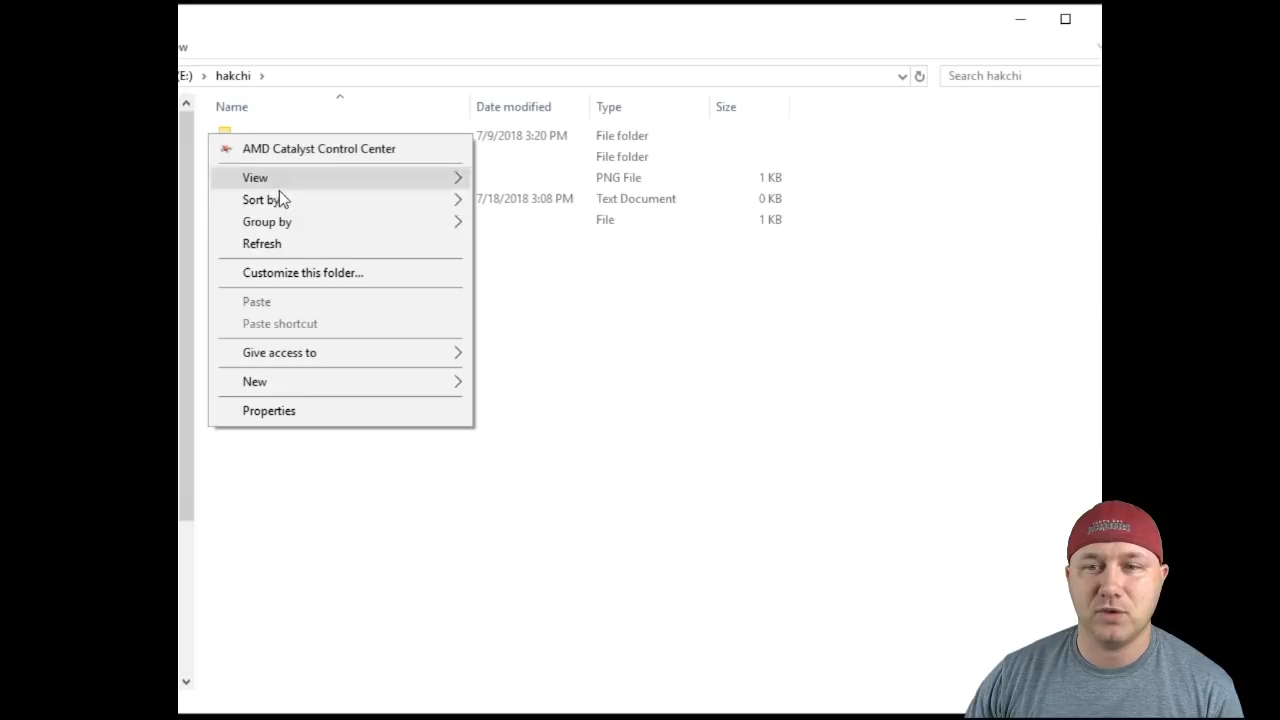 w
(E:) > hakchi >
Search hakchi
Name
Date modified
Type
Size
7/9/2018 3:20 PM
File folder
File folder
PNG File
1 KB
7/18/2018 3:08 PM
Text Document
0 KB
File
1 KB
AMD Catalyst Control Center
View
Sort by
Group by
Refresh
Customize this folder...
Paste
Paste shortcut
Give access to
New
Properties